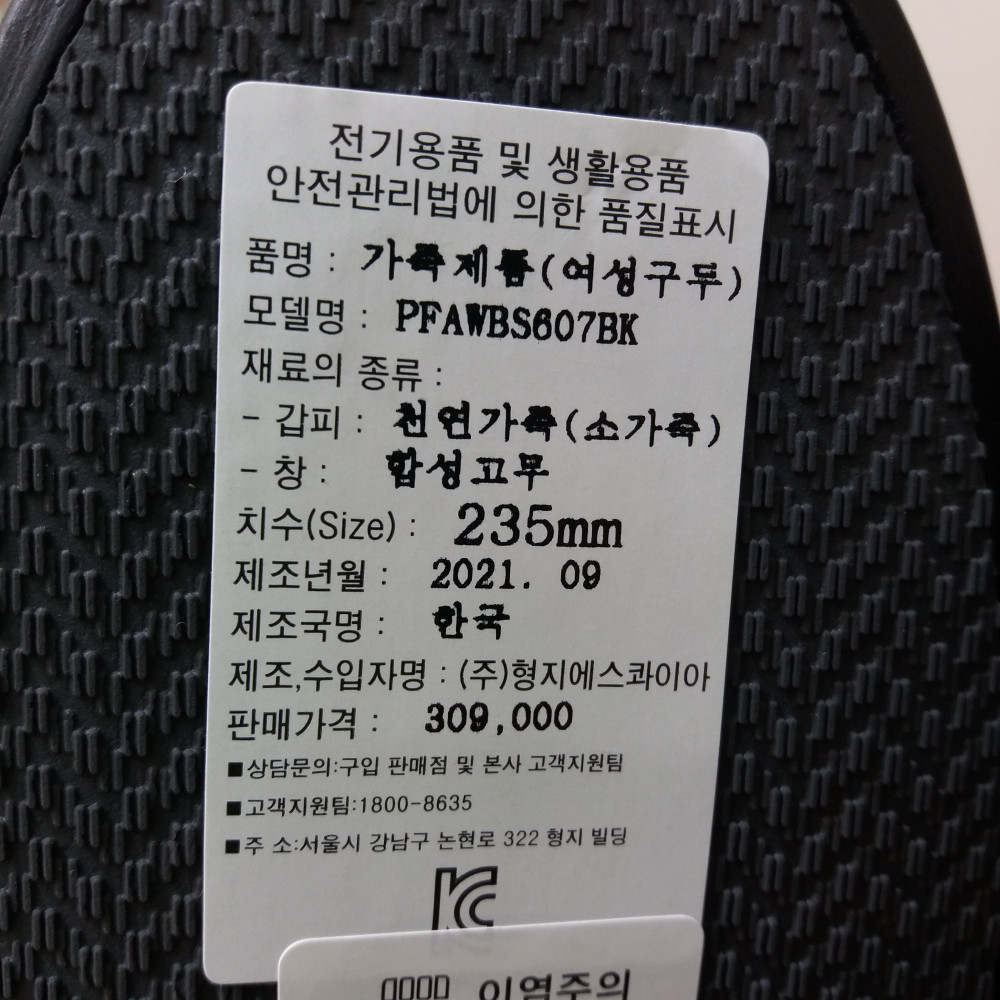 전기용품 및 생활용품
안전관리법에 의한 품질표시
품명 : 가죽제품(여성구두)
모델명 : PFAWBS607BK
재료의 종류 :
- 갑피 : 천연가죽(소가죽)
- 창 : 합성고무
치수(Size) : 235mm
제조년월 : 2021. 09
제조국명 : 한국
제조,수입자명 : (주)형지에스콰이아
판매가격 : 309,000
■상담문의:구입 판매점 및 본사 고객지원팀
■고객지원팀:1800-8635
■주 소:서울시 강남구 논현로 322 형지 빌딩
KC
이염주의